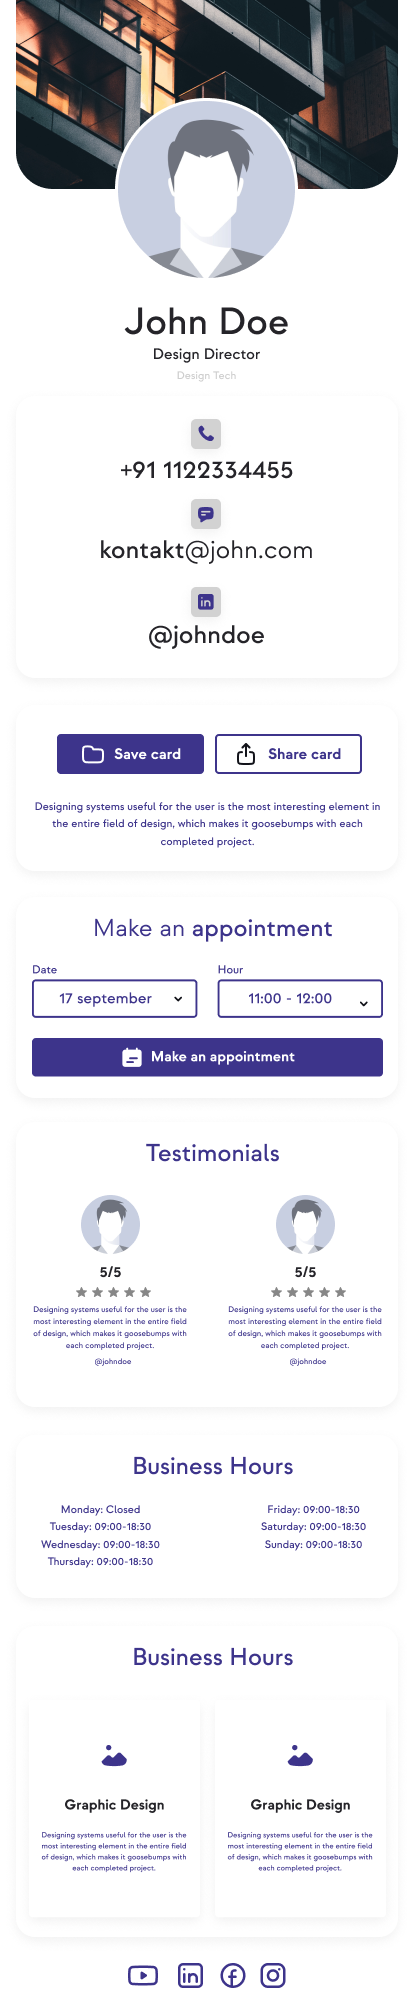 John Doe
Design Director
Design Tech
+91 1122334455
kontakt@john.com
@johndoe
Save card
Share card
Designing systems useful for the user is the most interesting element in
the entire field of design, which makes it goosebumps with each
completed project.
Make an appointment
Date
Hour
17 september
11:00 - 12:00
Make an appointment
Testimonials
5/5
Designing systems useful for the user is the
most interesting element in the entire field
of design, which makes it goosebumps with
each completed project.
@johndoe
5/5
Designing systems useful for the user is the
most interesting element in the entire field
of design, which makes it goosebumps with
each completed project.
@johndoe
Business Hours
Monday: Closed
Tuesday: 09:00-18:30
Wednesday: 09:00-18:30
Thursday: 09:00-18:30
Friday: 09:00-18:30
Saturday: 09:00-18:30
Sunday: 09:00-18:30
Business Hours
Graphic Design
Designing systems useful for the user is the
most interesting element in the entire field
of design, which makes it goosebumps with
each completed project.
Graphic Design
Designing systems useful for the user is the
most interesting element in the entire field
of design, which makes it goosebumps with
each completed project.